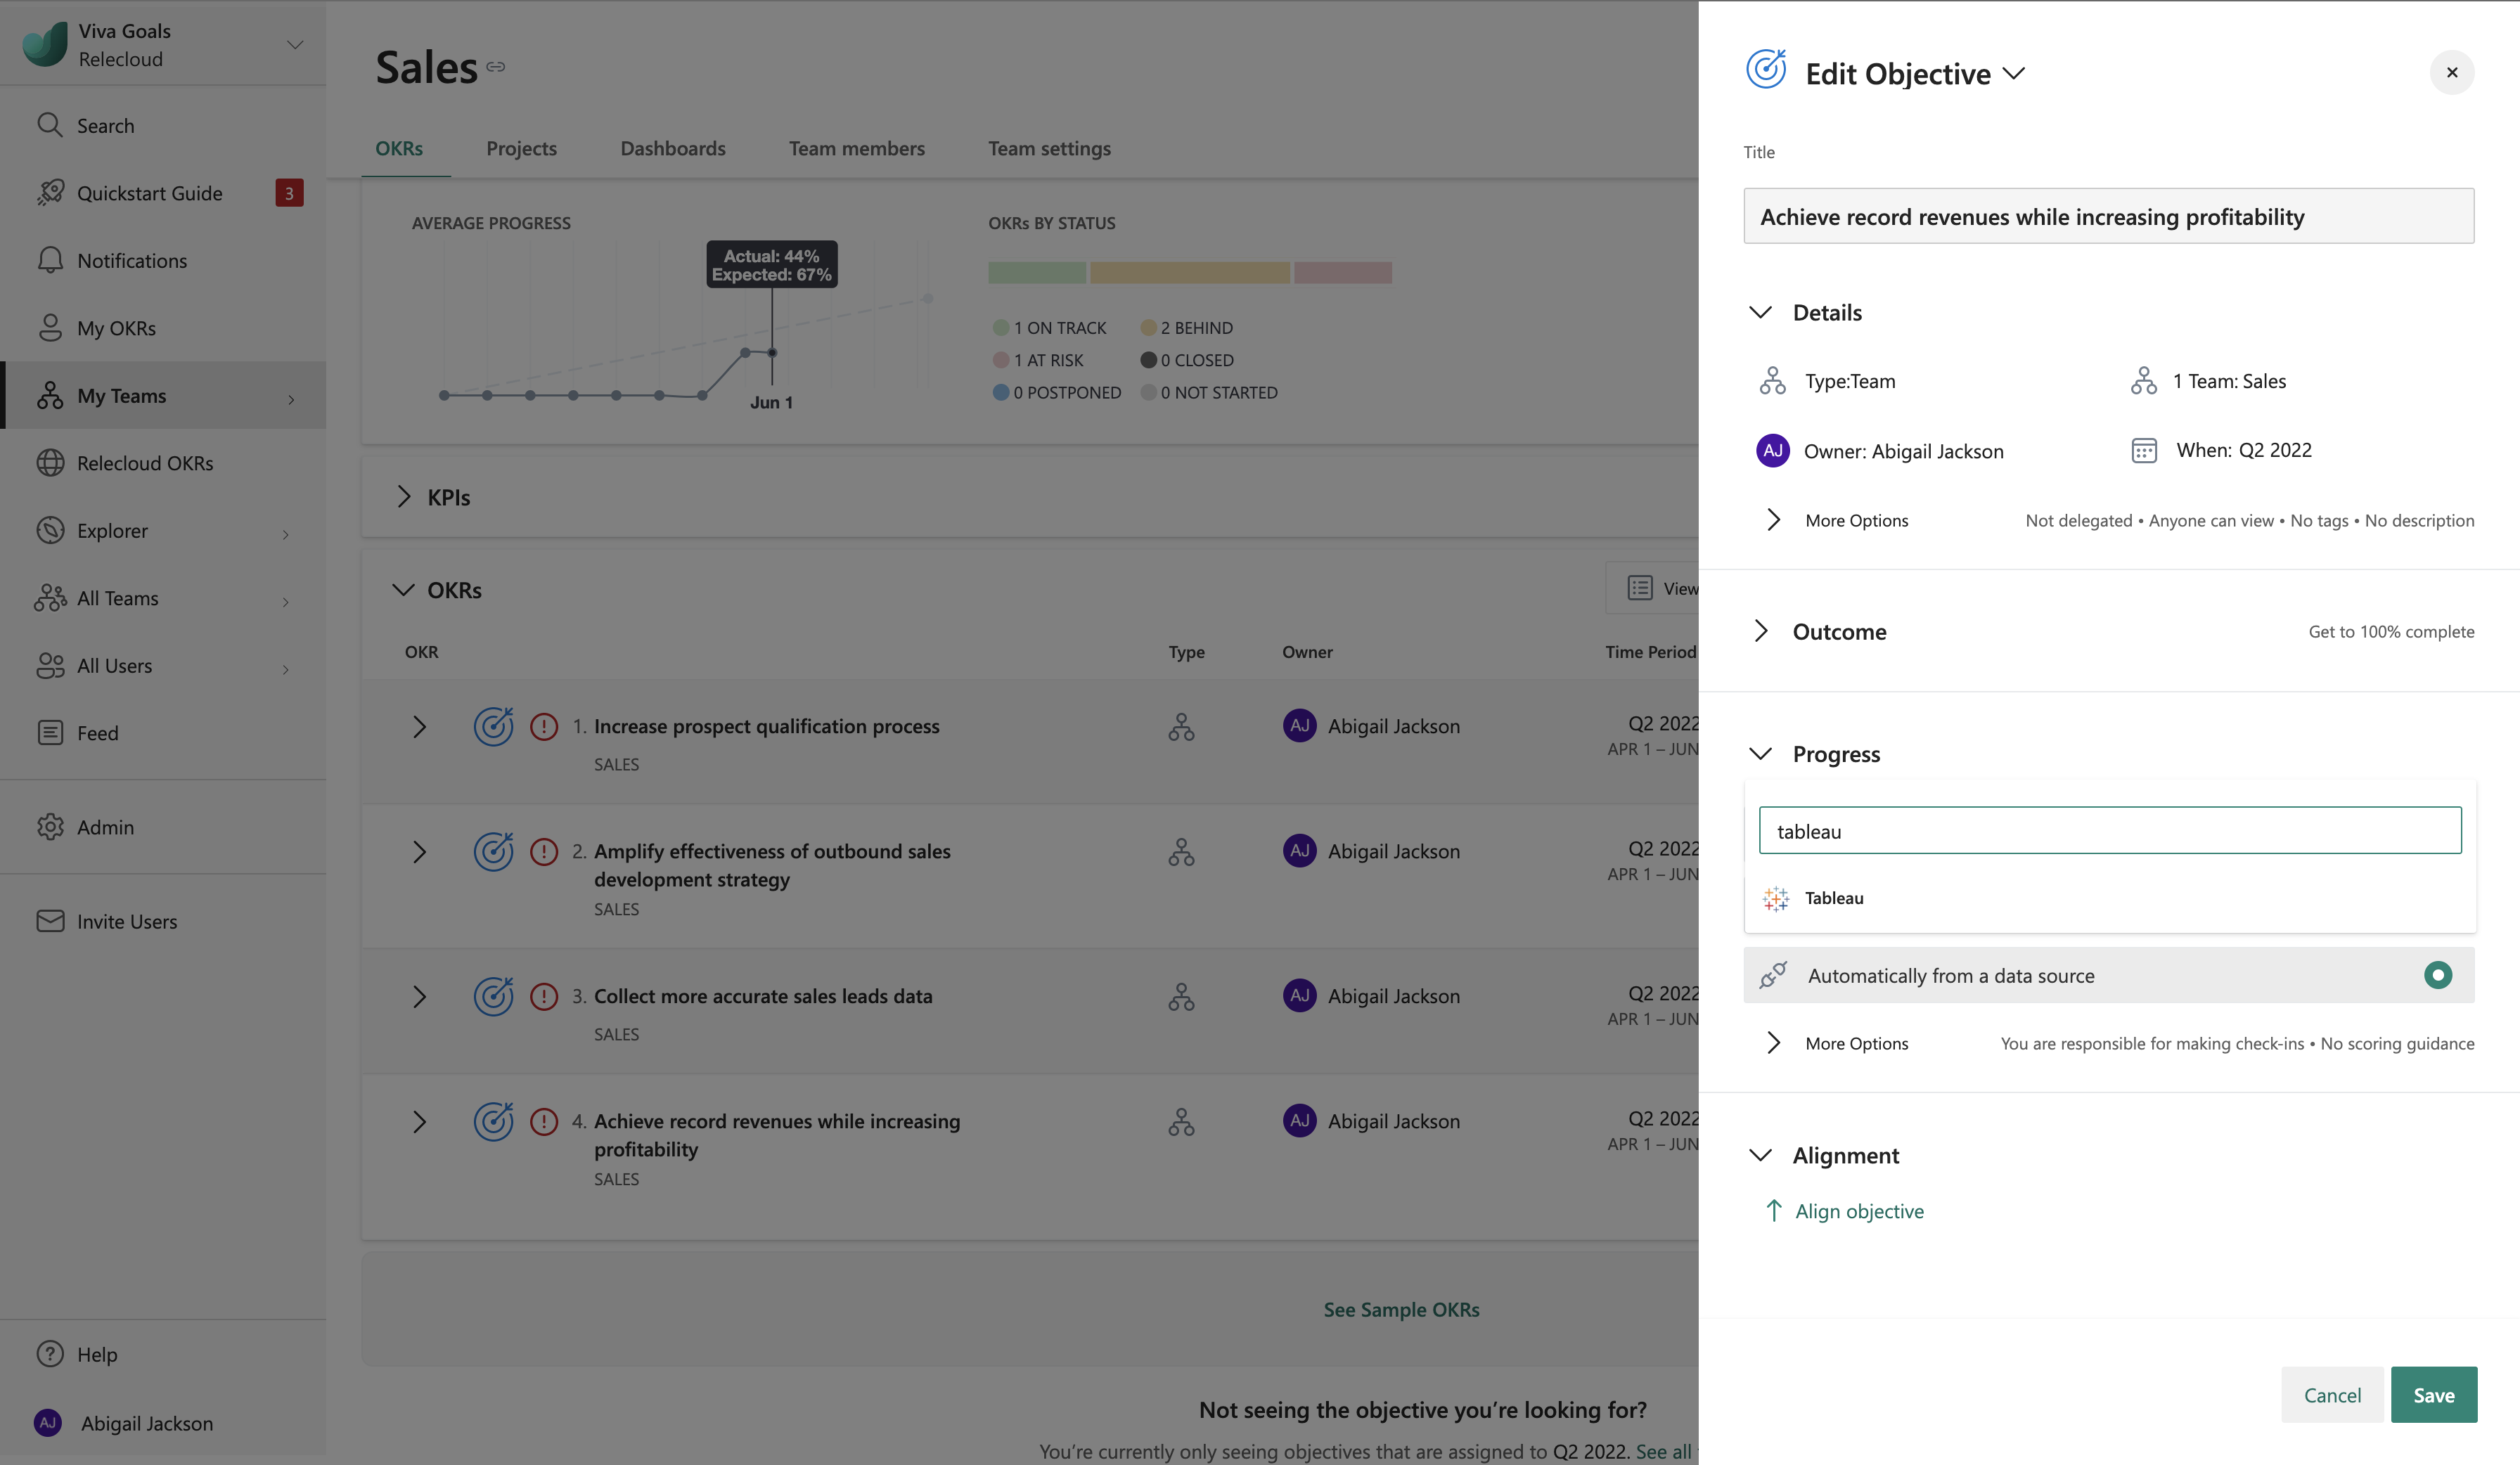 Viva Goals
Relecloud
Search
Quickstart Guide
3
Notifications
My OKRs
My Teams
Relecloud OKRs
Explorer
All Teams
All Users
Feed
Admin
Invite Users
Help
AJ
Abigail Jackson
Sales
OKRs
Projects
Dashboards
Team members
Team settings
AVERAGE PROGRESS
Actual: 44%
Expected: 67%
Jun 1
OKRs BY STATUS
1 ON TRACK
2 BEHIND
1 AT RISK
0 CLOSED
0 POSTPONED
0 NOT STARTED
KPIs
OKRs
View
OKR
Type
Owner
Time Period
1. Increase prospect qualification process
SALES
AJ
Abigail Jackson
Q2 2022
APR 1 – JUN
2. Amplify effectiveness of outbound sales
development strategy
SALES
AJ
Abigail Jackson
Q2 2022
APR 1 – JUN
3. Collect more accurate sales leads data
SALES
AJ
Abigail Jackson
Q2 2022
APR 1 – JUN
4. Achieve record revenues while increasing
profitability
SALES
AJ
Abigail Jackson
Q2 2022
APR 1 – JUN
See Sample OKRs
Not seeing the objective you’re looking for?
You’re currently only seeing objectives that are assigned to Q2 2022. See all
Edit Objective
Title
Achieve record revenues while increasing profitability
Details
Type:Team
1 Team: Sales
AJ
Owner: Abigail Jackson
When: Q2 2022
More Options
Not delegated • Anyone can view • No tags • No description
Outcome
Get to 100% complete
Progress
tableau
Tableau
Automatically from a data source
More Options
You are responsible for making check-ins • No scoring guidance
Alignment
Align objective
Cancel
Save